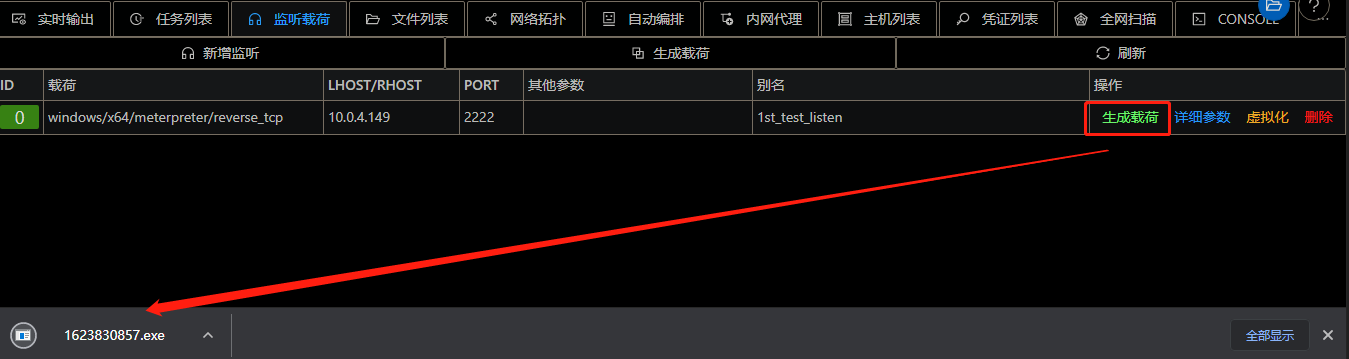 实时输出 任务列表 监听载荷 文件列表 网络拓扑 自动编排 内网代理 主机列表 凭证列表 全网扫描 CONSOLE ... ?
新增监听 生成载荷 刷新
ID 载荷 LHOST/RHOST PORT 其他参数 别名 操作
0 windows/x64/meterpreter/reverse_tcp 10.0.4.149 2222 1st_test_listen 生成载荷 详细参数 虚拟化 删除
1623830857.exe 全部显示